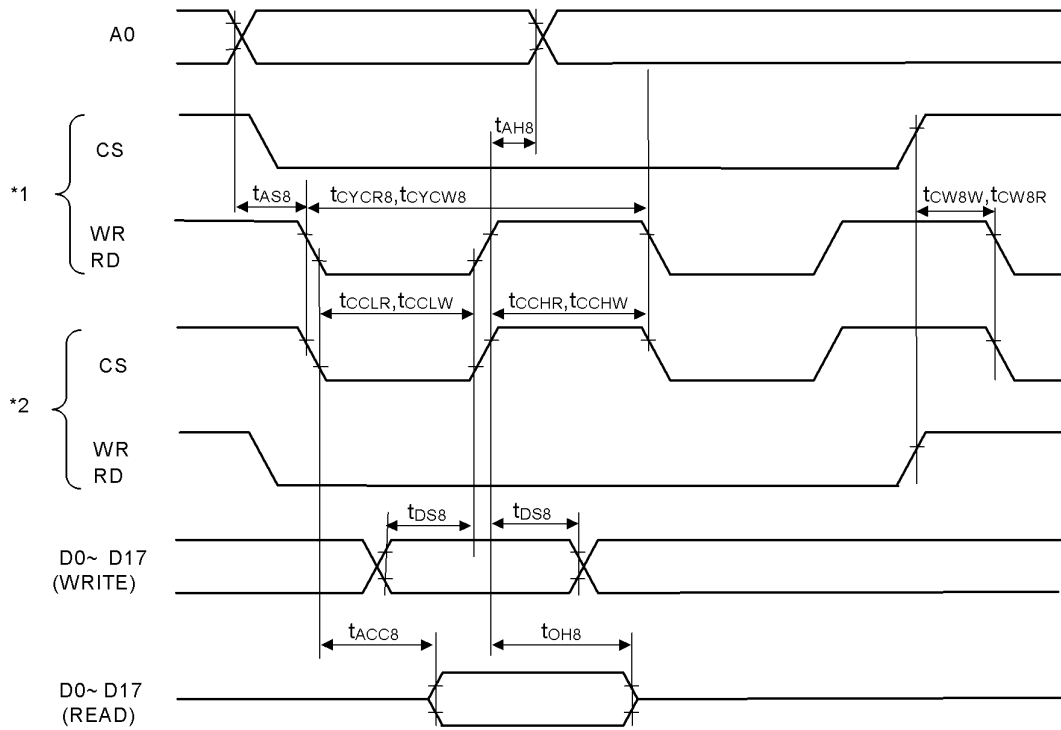 A0
tAH8
CS
*1
tAS8
tCYCR8,tCYCW8
tCW8W,tCW8R
WR
RD
tCCLR,tCCLW
tCCHR,tCCHW
CS
*2
WR
RD
tDS8
tDS8
D0~ D17
(WRITE)
tACC8
tOH8
D0~ D17
(READ)